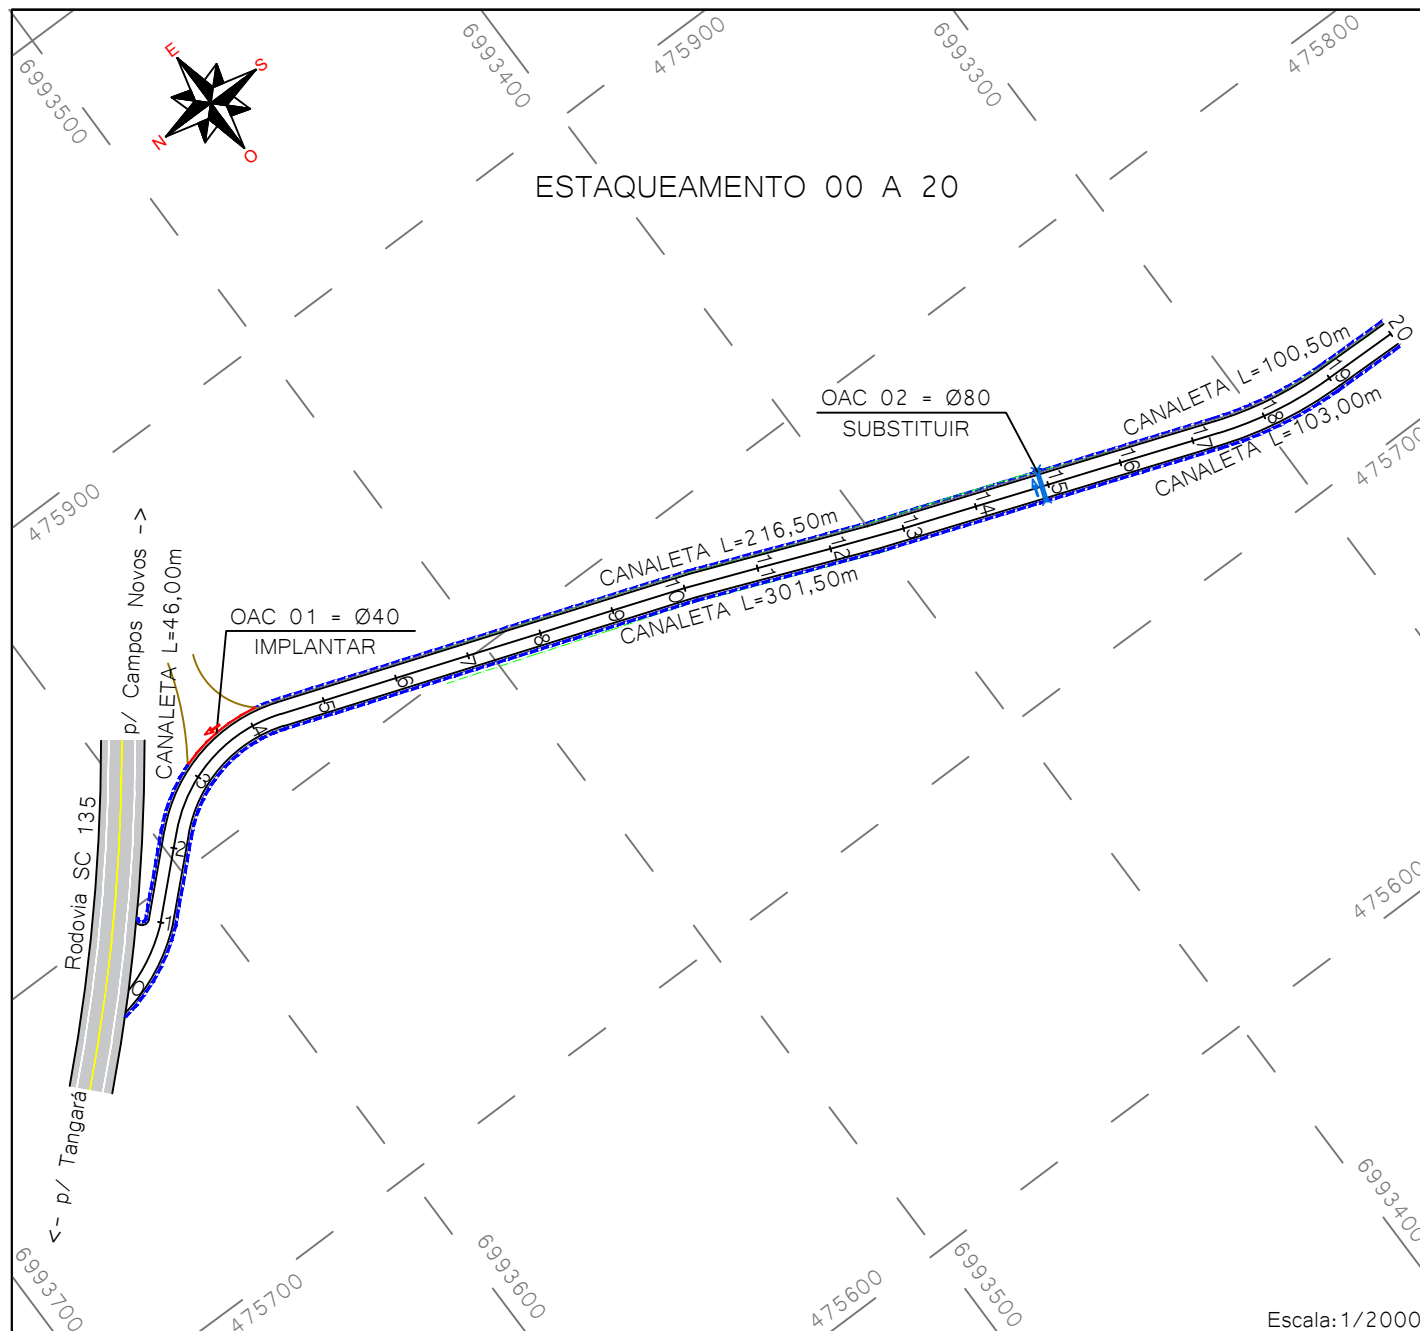 6993500
6993400
475900
6993300
475800
E
S
N
O
ESTAQUEAMENTO 00 A 20
OAC 02 = Ø80
SUBSTITUIR
CANALETA L=100,50m
CANALETA L=103,00m
475700
475900
p/ Campos Novos ->
CANALETA L=46,00m
OAC 01 = Ø40
IMPLANTAR
CANALETA L=216,50m
CANALETA L=301,50m
0
1
2
3
4
5
6
7
8
9
10
11
12
13
14
15
16
17
18
19
20
Rodovia SC 135
<- p/ Tangará
475600
6993400
6993700
475700
6993600
475600
6993500
Escala:1/2000